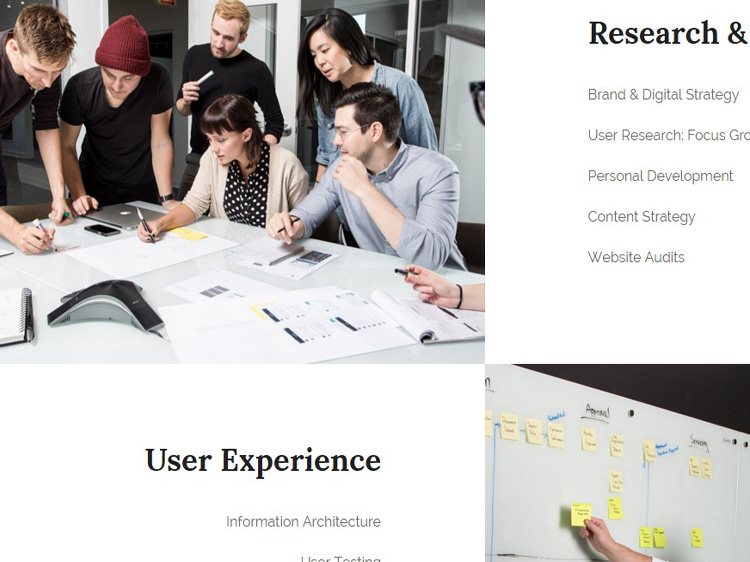 Research &
Brand & Digital Strategy
User Research: Focus Gro
Personal Development
Content Strategy
Website Audits
User Experience
Information Architecture
User Testing
Approval